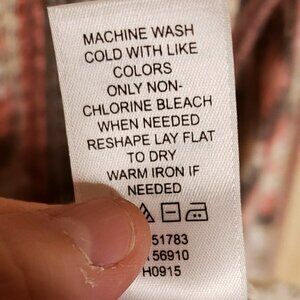 MACHINE WASH
COLD WITH LIKE
COLORS
ONLY NON-
CHLORINE BLEACH
WHEN NEEDED
RESHAPE LAY FLAT
TO DRY
WARM IRON IF
NEEDED
51783
56910
H0915